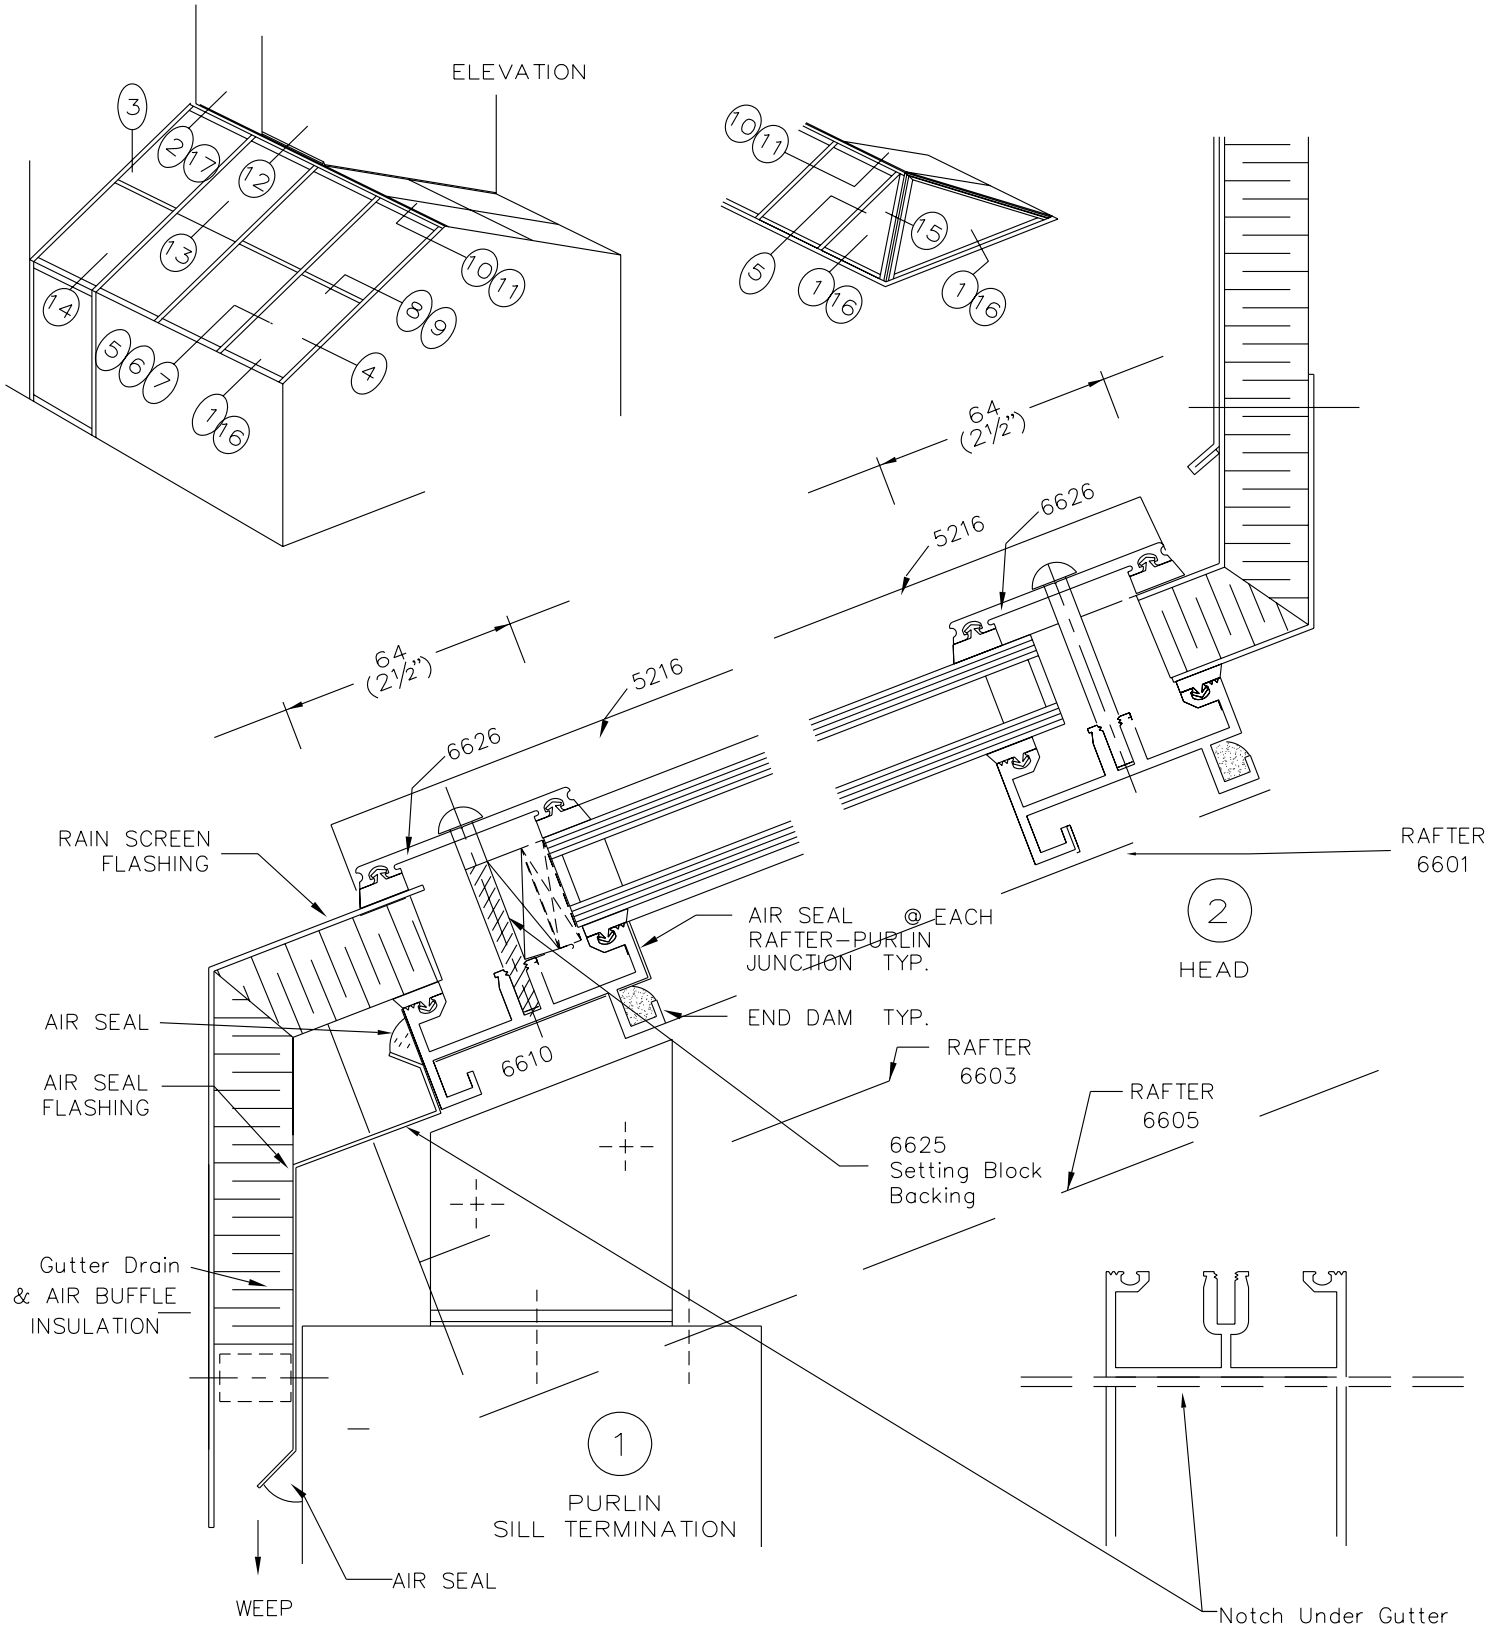 ELEVATION
3
2
17
12
13
14
10
11
8
9
5
6
7
4
1
16
10
11
15
5
1
16
1
16
64
(2½")
5216
6626
64
(2½")
5216
6626
RAIN SCREEN
FLASHING
RAFTER
6601
2
HEAD
AIR SEAL @ EACH
RAFTER-PURLIN
JUNCTION TYP.
AIR SEAL
END DAM TYP.
6610
RAFTER
6603
AIR SEAL
FLASHING
RAFTER
6605
6625
Setting Block
Backing
Gutter Drain
& AIR BUFFLE
INSULATION
1
PURLIN
SILL TERMINATION
AIR SEAL
WEEP
Notch Under Gutter